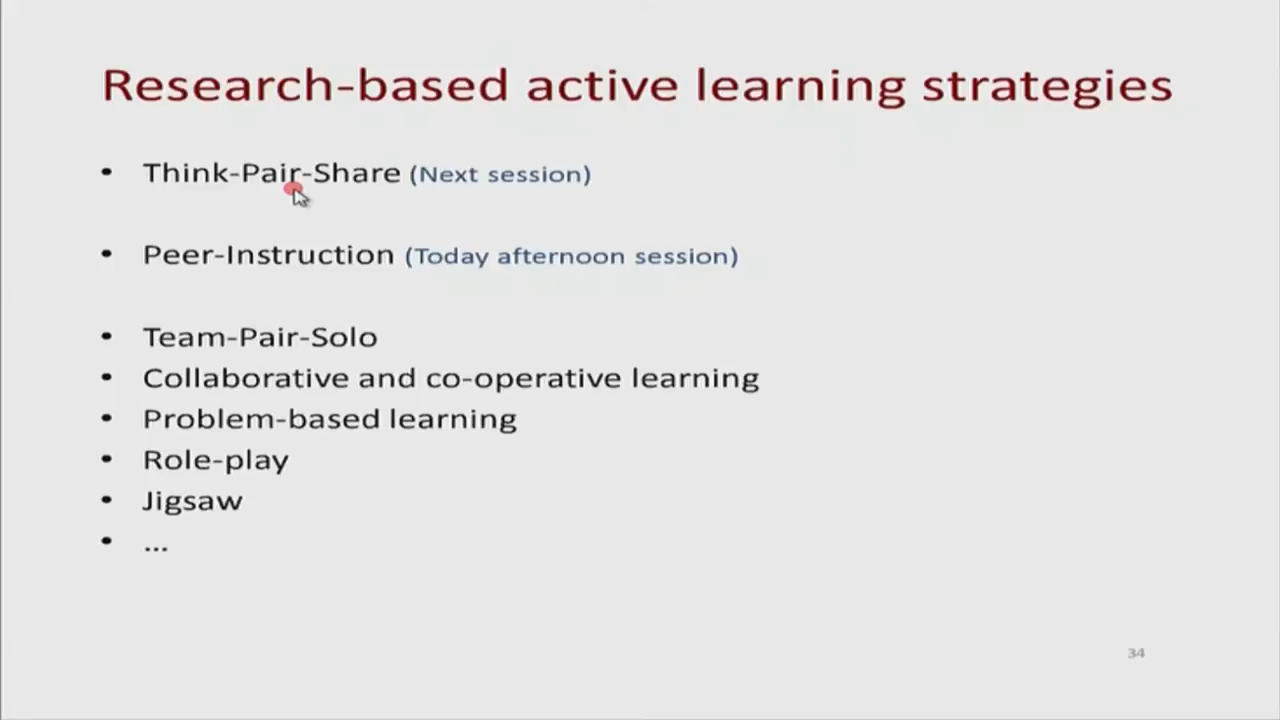 Research-based active learning strategies
• Think-Pair-Share (Next session)
• Peer-Instruction (Today afternoon session)
• Team-Pair-Solo
• Collaborative and co-operative learning
• Problem-based learning
• Role-play
• Jigsaw
• ...
34